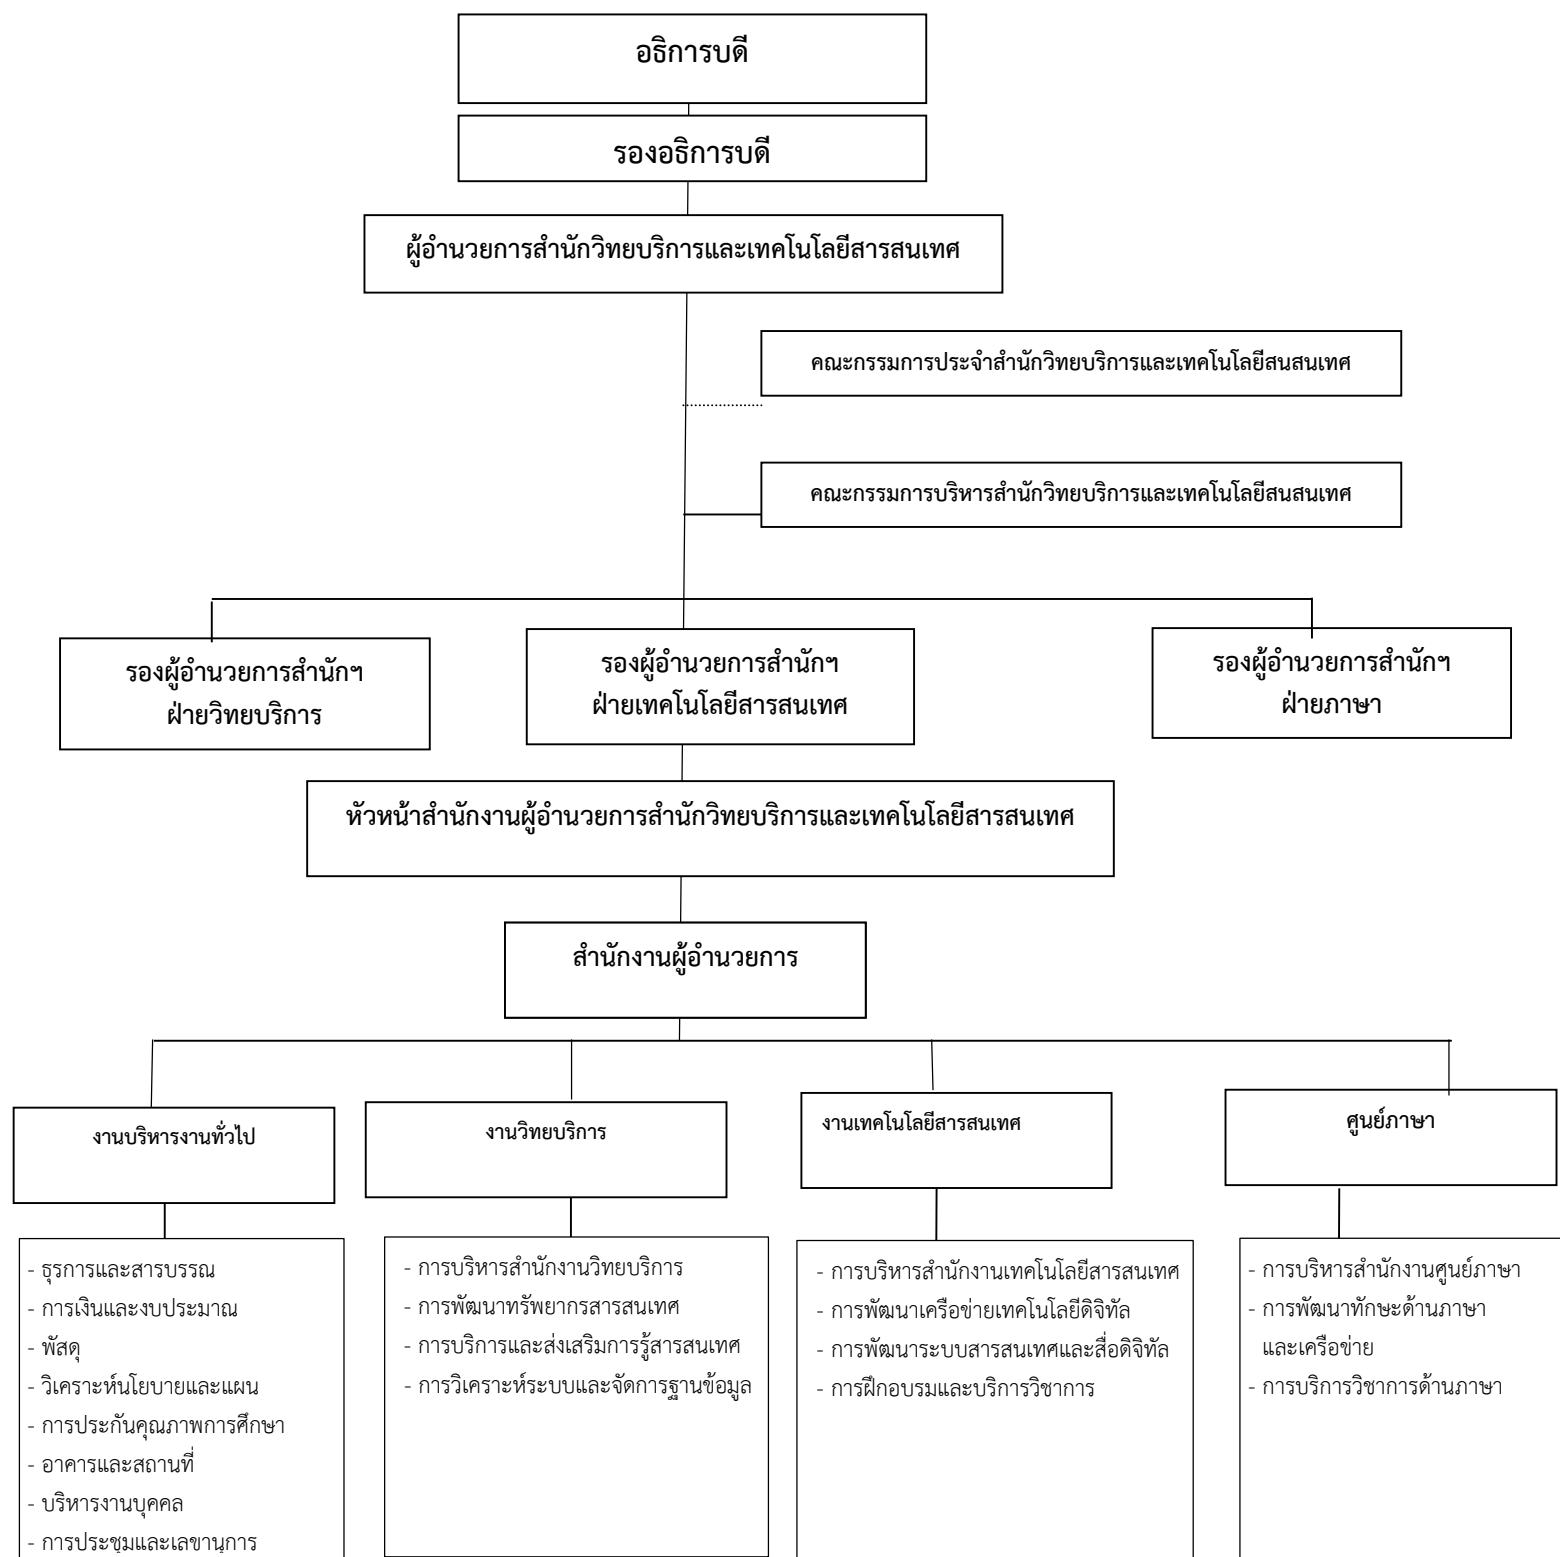 อธิการบดี
รองอธิการบดี
ผู้อำนวยการสำนักวิทยบริการและเทคโนโลยีสารสนเทศ
คณะกรรมการประจำสำนักวิทยบริการและเทคโนโลยีสนสนเทศ
คณะกรรมการบริหารสำนักวิทยบริการและเทคโนโลยีสนสนเทศ
รองผู้อำนวยการสำนักฯ
ฝ่ายวิทยบริการ
รองผู้อำนวยการสำนักฯ
ฝ่ายเทคโนโลยีสารสนเทศ
รองผู้อำนวยการสำนักฯ
ฝ่ายภาษา
หัวหน้าสำนักงานผู้อำนวยการสำนักวิทยบริการและเทคโนโลยีสารสนเทศ
สำนักงานผู้อำนวยการ
งานบริหารงานทั่วไป
- ธุรการและสารบรรณ
- การเงินและงบประมาณ
- พัสดุ
- วิเคราะห์นโยบายและแผน
- การประกันคุณภาพการศึกษา
- อาคารและสถานที่
- บริหารงานบุคคล
- การประชุมและเลขานุการ
งานวิทยบริการ
- การบริหารสำนักงานวิทยบริการ
- การพัฒนาทรัพยากรสารสนเทศ
- การบริการและส่งเสริมการรู้สารสนเทศ
- การวิเคราะห์ระบบและจัดการฐานข้อมูล
งานเทคโนโลยีสารสนเทศ
- การบริหารสำนักงานเทคโนโลยีสารสนเทศ
- การพัฒนาเครือข่ายเทคโนโลยีดิจิทัล
- การพัฒนาระบบสารสนเทศและสื่อดิจิทัล
- การฝึกอบรมและบริการวิชาการ
ศูนย์ภาษา
- การบริหารสำนักงานศูนย์ภาษา
- การพัฒนาทักษะด้านภาษา
และเครือข่าย
- การบริการวิชาการด้านภาษา